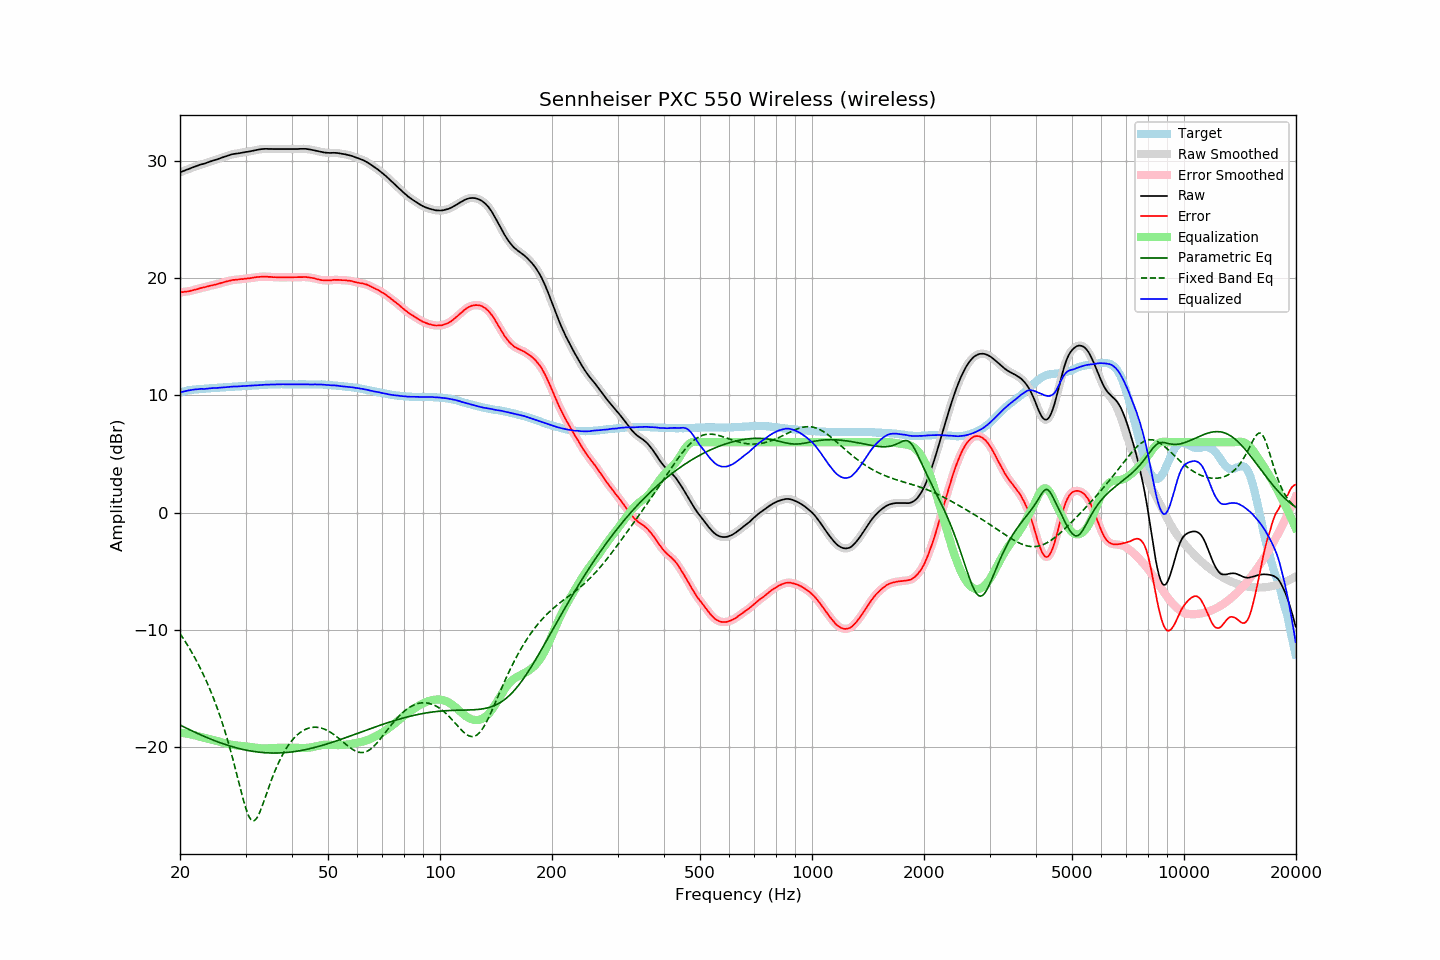 Sennheiser PXC 550 Wireless (wireless)
Target
Raw Smoothed
Error Smoothed
Raw
Error
Equalization
Parametric Eq
Fixed Band Eq
Equalized
30
20
10
0
−10
−20
Amplitude (dBr)
20 50 100 200 500 1000 2000 5000 10000 20000
Frequency (Hz)